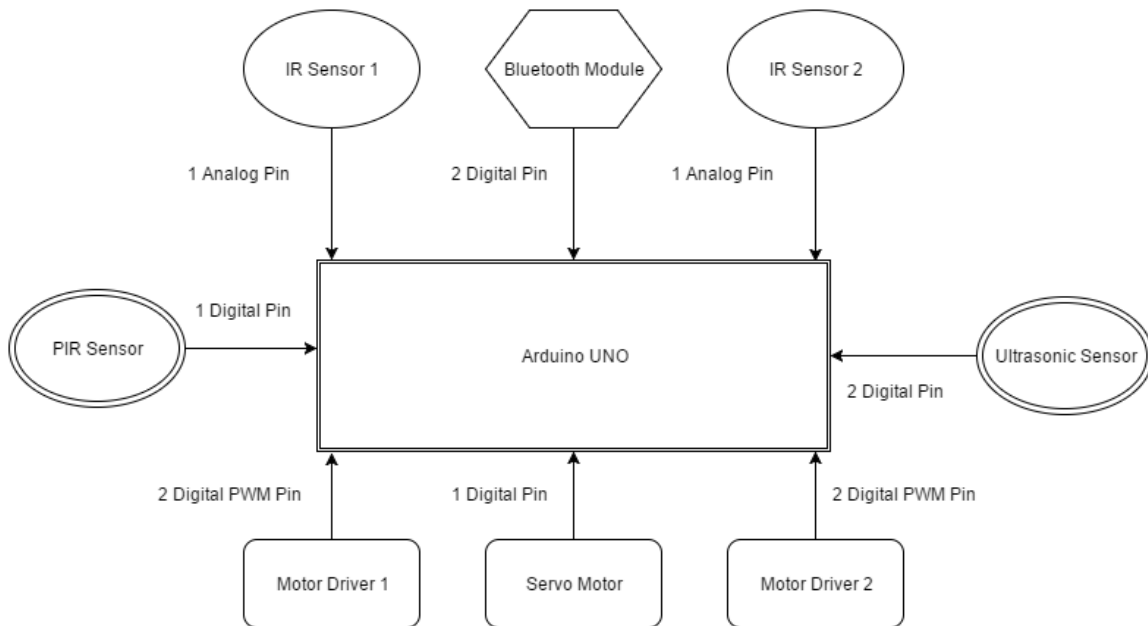 IR Sensor 1
Bluetooth Module
IR Sensor 2
1 Analog Pin
2 Digital Pin
1 Analog Pin
1 Digital Pin
PIR Sensor
Arduino UNO
Ultrasonic Sensor
2 Digital Pin
2 Digital PWM Pin
1 Digital Pin
2 Digital PWM Pin
Motor Driver 1
Servo Motor
Motor Driver 2